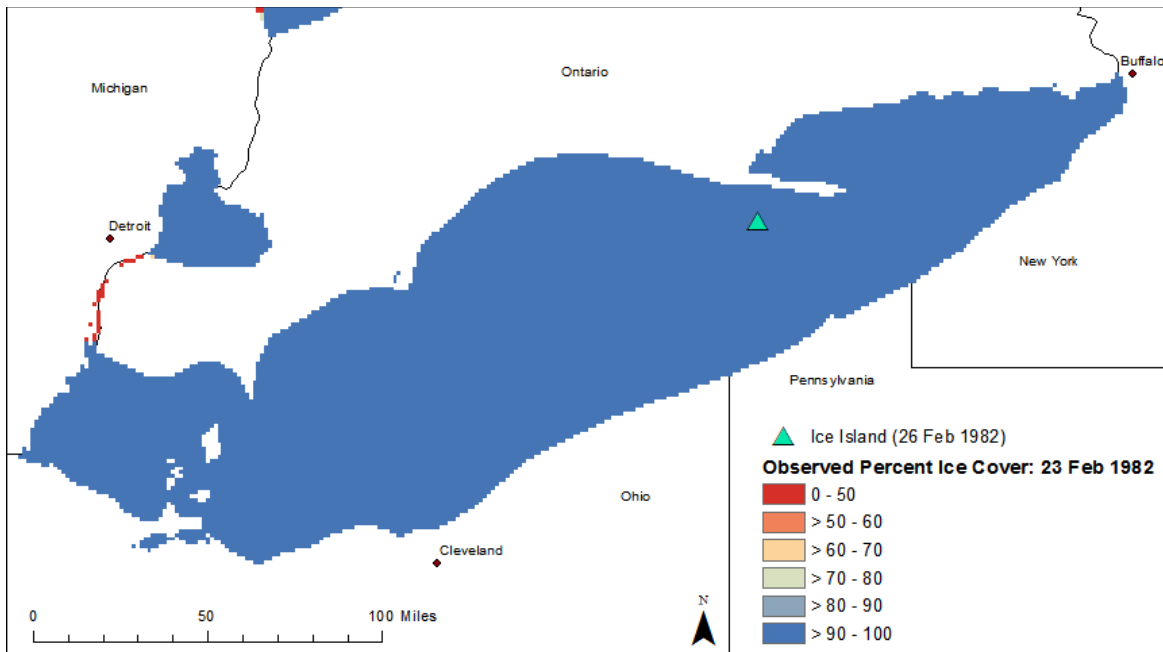 Michigan
Ontario
Buffalo
Detroit
New York
Pennsylvania
Ohio
Cleveland
Ice Island (26 Feb 1982)
Observed Percent Ice Cover: 23 Feb 1982
0 - 50
> 50 - 60
>60 - 70
>70 - 80
>80 - 90
>90 - 100
0 50 100 Miles
N